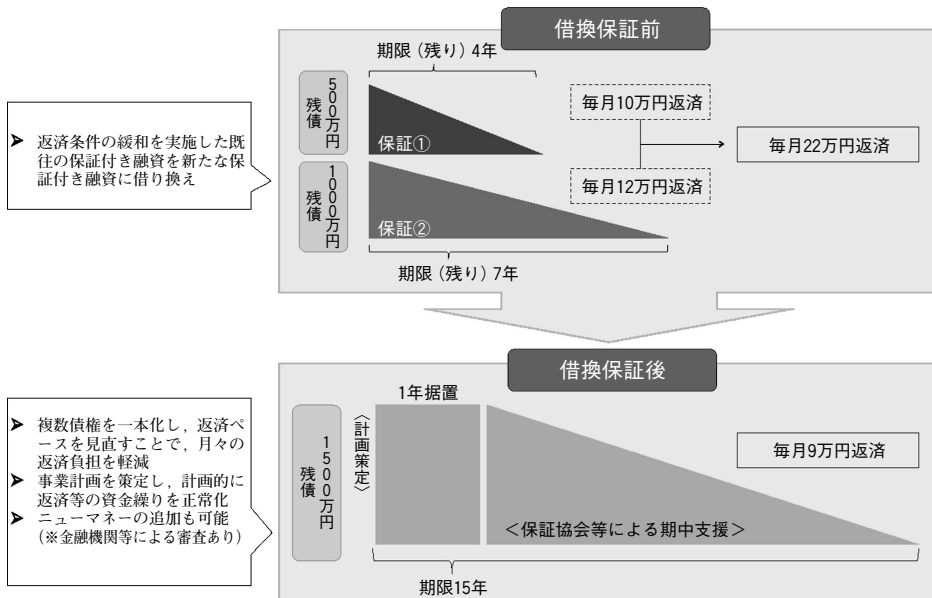 借換保証前
期限（残り）4年
残債
500万円
保証①
毎月10万円返済
毎月22万円返済
毎月12万円返済
残債
1000万円
保証②
期限（残り）7年
➤ 返済条件の緩和を実施した既
往の保証付き融資を新たな保
証付き融資に借り換え
借換保証後
1年据置
残債
1500万円
〈計画策定〉
毎月9万円返済
＜保証協会等による期中支援＞
期限15年
➤ 複数債権を一本化し，返済ペ
ースを見直すことで，月々の
返済負担を軽減
➤ 事業計画を策定し，計画的に
返済等の資金繰りを正常化
➤ ニューマネーの追加も可能
（※金融機関等による審査あり）